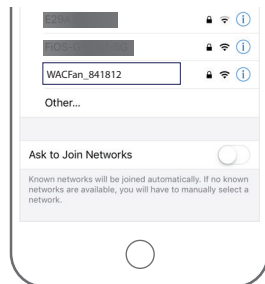 WACFan_841812
Other...
Ask to Join Networks
Known networks will be joined automatically. If no known
networks are available, you will have to manually select a
network.